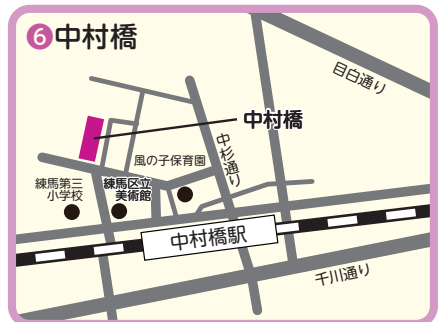 ❻中村橋
目白通り
中村橋
中杉通り
風の子保育園
練馬第三
小学校
練馬区立
美術館
中村橋駅
千川通り